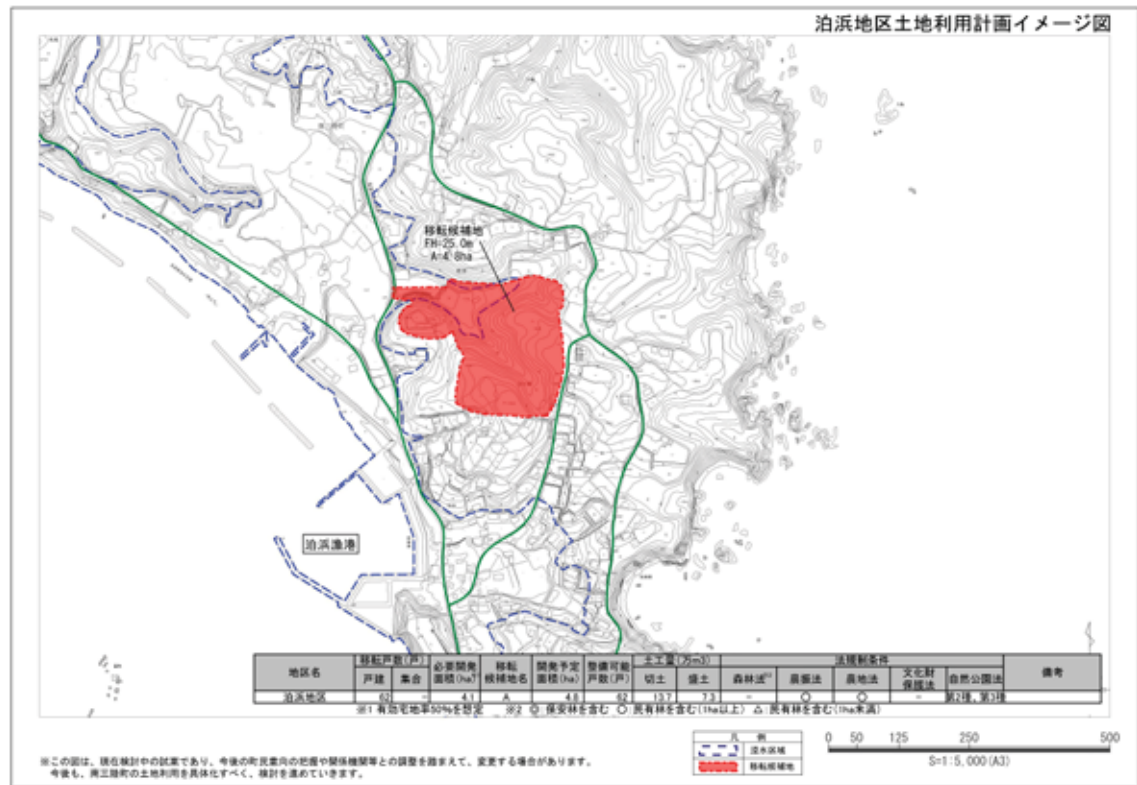 泊浜地区土地利用計画イメージ図
移転候補地
FH=25.0m
A=4.8ha
泊浜漁港
地区名 移転戸数(戸) 必要開発面積(ha)※1 移転候補地名 開発予定面積(ha) 整備可能戸数(戸) 土工量(万m3) 法規制条件 備考
戸建 集合 切土 盛土 森林法※2 農振法 農地法 文化財保護法 自然公園法
泊浜地区 62 - 4.1 A 4.8 62 13.7 7.3 - ○ ○ - 第2種、第3種
※1 有効宅地率50%を想定 ※2 ◎:保安林を含む ○:民有林を含む(1ha以上) △:民有林を含む(1ha未満)
凡 例
浸水区域
移転候補地
0 50 125 250 500
S=1:5,000(A3)
※この図は、現在検討中の試案であり、今後の町民意向の把握や関係機関等との調整を踏まえて、変更する場合があります。
今後も、南三陸町の土地利用を具体化すべく、検討を進めていきます。